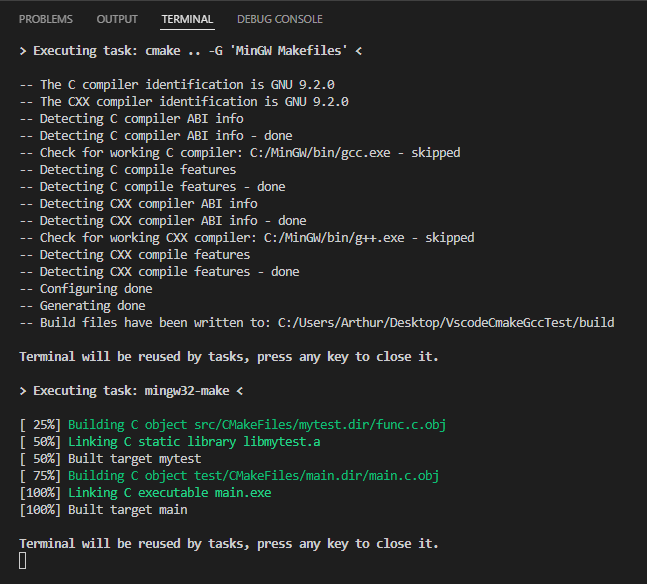 PROBLEMS OUTPUT TERMINAL DEBUG CONSOLE
> Executing task: cmake .. -G 'MinGW Makefiles' <
-- The C compiler identification is GNU 9.2.0
-- The CXX compiler identification is GNU 9.2.0
-- Detecting C compiler ABI info
-- Detecting C compiler ABI info - done
-- Check for working C compiler: C:/MinGW/bin/gcc.exe - skipped
-- Detecting C compile features
-- Detecting C compile features - done
-- Detecting CXX compiler ABI info
-- Detecting CXX compiler ABI info - done
-- Check for working CXX compiler: C:/MinGW/bin/g++.exe - skipped
-- Detecting CXX compile features
-- Detecting CXX compile features - done
-- Configuring done
-- Generating done
-- Build files have been written to: C:/Users/Arthur/Desktop/VscodeCmakeGccTest/build
Terminal will be reused by tasks, press any key to close it.
> Executing task: mingw32-make <
[ 25%] Building C object src/CMakeFiles/mytest.dir/func.c.obj
[ 50%] Linking C static library libmytest.a
[ 50%] Built target mytest
[ 75%] Building C object test/CMakeFiles/main.dir/main.c.obj
[100%] Linking C executable main.exe
[100%] Built target main
Terminal will be reused by tasks, press any key to close it.